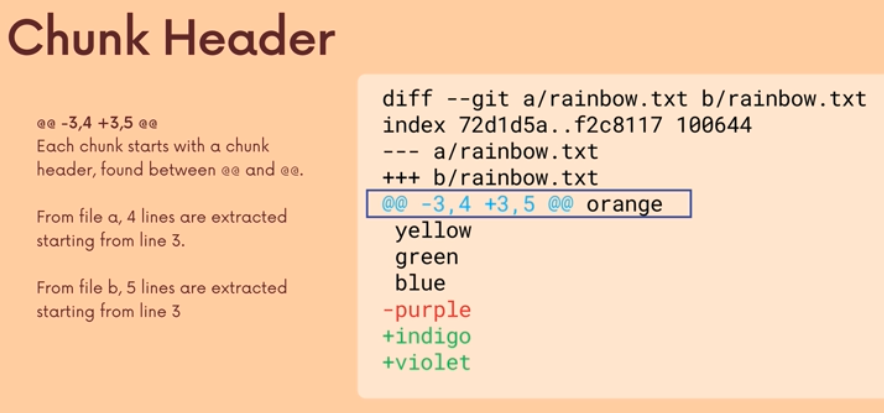 Chunk Header
@@ -3,4 +3,5 @@
Each chunk starts with a chunk
header, found between @@ and @@.
From file a, 4 lines are extracted
starting from line 3.
From file b, 5 lines are extracted
starting from line 3
diff --git a/rainbow.txt b/rainbow.txt
index 72d1d5a..f2c8117 100644
--- a/rainbow.txt
+++ b/rainbow.txt
@@ -3,4 +3,5 @@ orange
 yellow
 green
 blue
-purple
+indigo
+violet